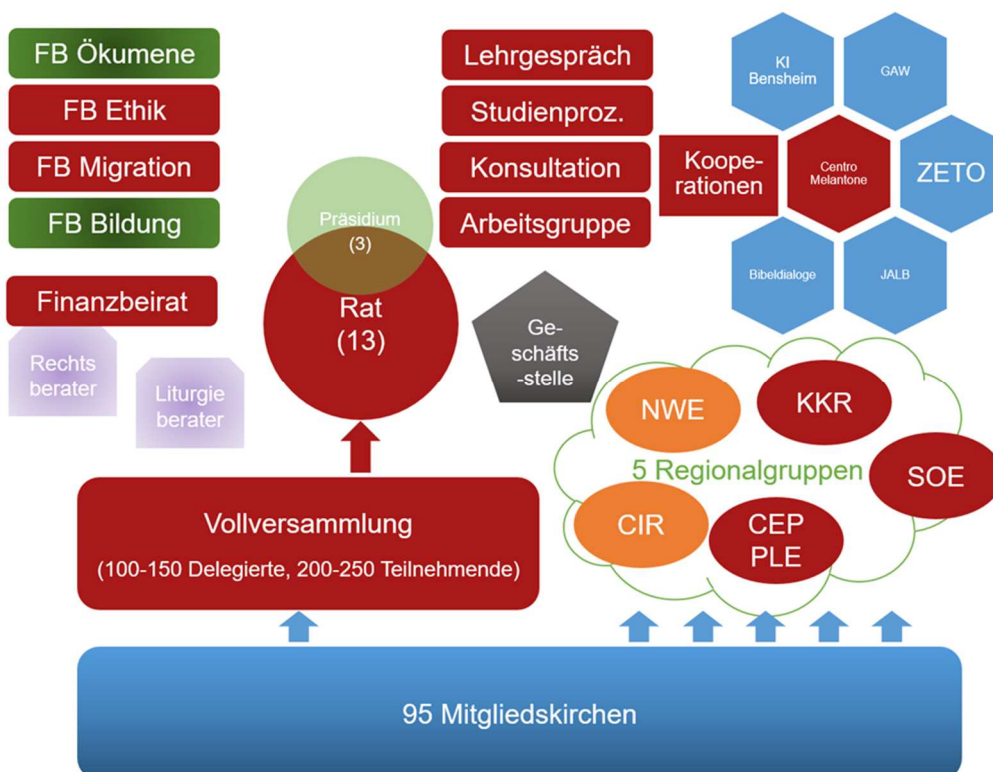 FB Ökumene
FB Ethik
FB Migration
FB Bildung
Finanzbeirat
Rechts
berater
Liturgie
berater
Präsidium
(3)
Rat
(13)
Lehrgespräch
Studienproz.
Konsultation
Arbeitsgruppe
Koope-
rationen
KI
Bensheim
GAW
Centro
Melantone
ZETO
Bibeldialoge
JALB
Ge-
schäfts
-stelle
NWE
KKR
5 Regionalgruppen
SOE
CIR
CEP
PLE
Vollversammlung
(100-150 Delegierte, 200-250 Teilnehmende)
95 Mitgliedskirchen